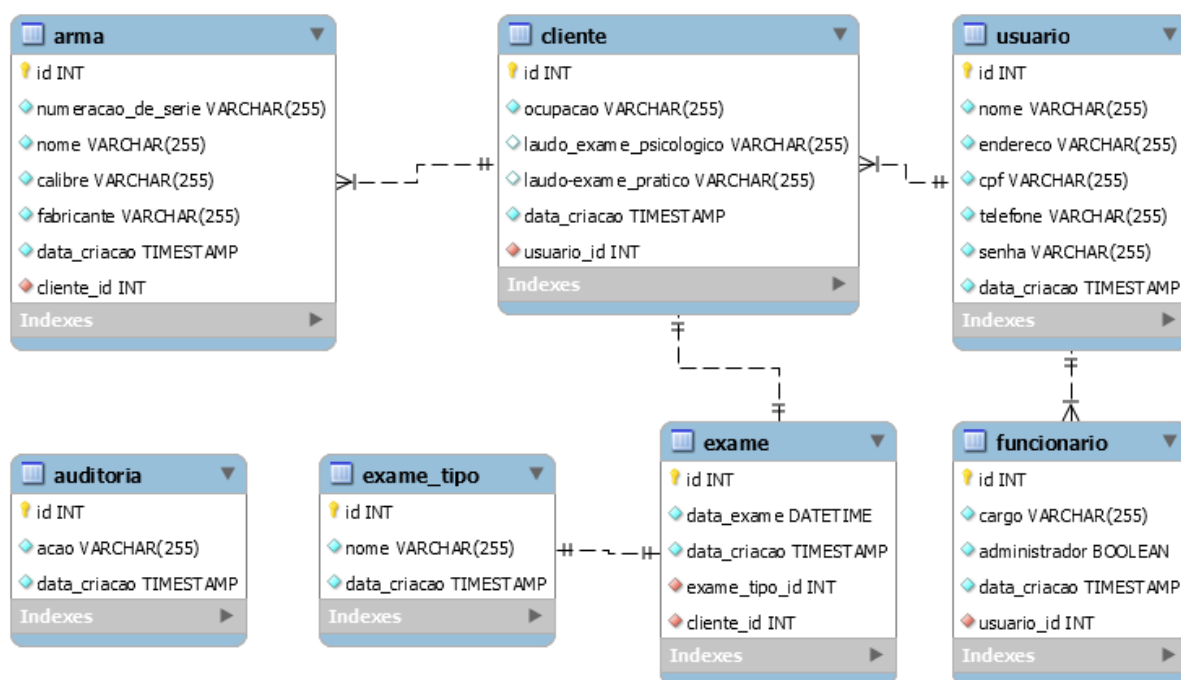 arma
id INT
numeracao_de_serie VARCHAR(255)
nome VARCHAR(255)
calibre VARCHAR(255)
fabricante VARCHAR(255)
data_criacao TIMESTAMP
cliente_id INT
Indexes
cliente
id INT
ocupacao VARCHAR(255)
laudo_exame_psicologico VARCHAR(255)
laudo-exame_pratico VARCHAR(255)
data_criacao TIMESTAMP
usuario_id INT
Indexes
usuario
id INT
nome VARCHAR(255)
endereco VARCHAR(255)
cpf VARCHAR(255)
telefone VARCHAR(255)
senha VARCHAR(255)
data_criacao TIMESTAMP
Indexes
auditoria
id INT
acao VARCHAR(255)
data_criacao TIMESTAMP
Indexes
exame_tipo
id INT
nome VARCHAR(255)
data_criacao TIMESTAMP
Indexes
exame
id INT
data_exame DATETIME
data_criacao TIMESTAMP
exame_tipo_id INT
cliente_id INT
Indexes
funcionario
id INT
cargo VARCHAR(255)
administrador BOOLEAN
data_criacao TIMESTAMP
usuario_id INT
Indexes